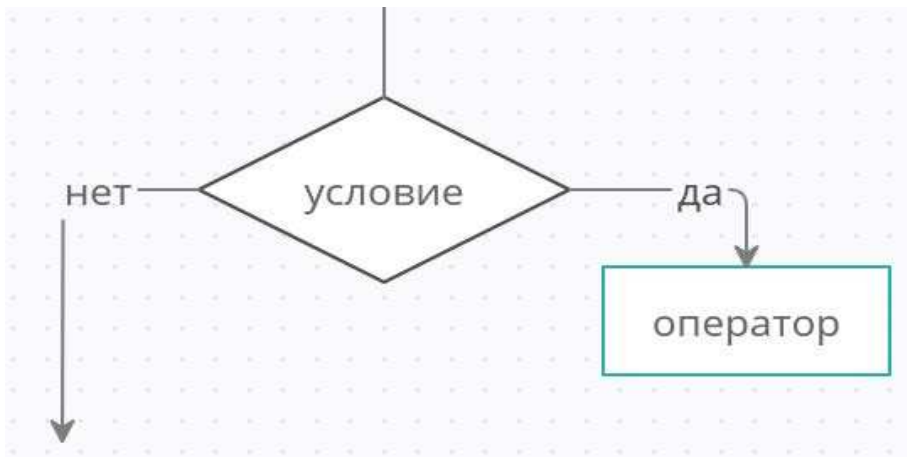 нет
условие
да
оператор